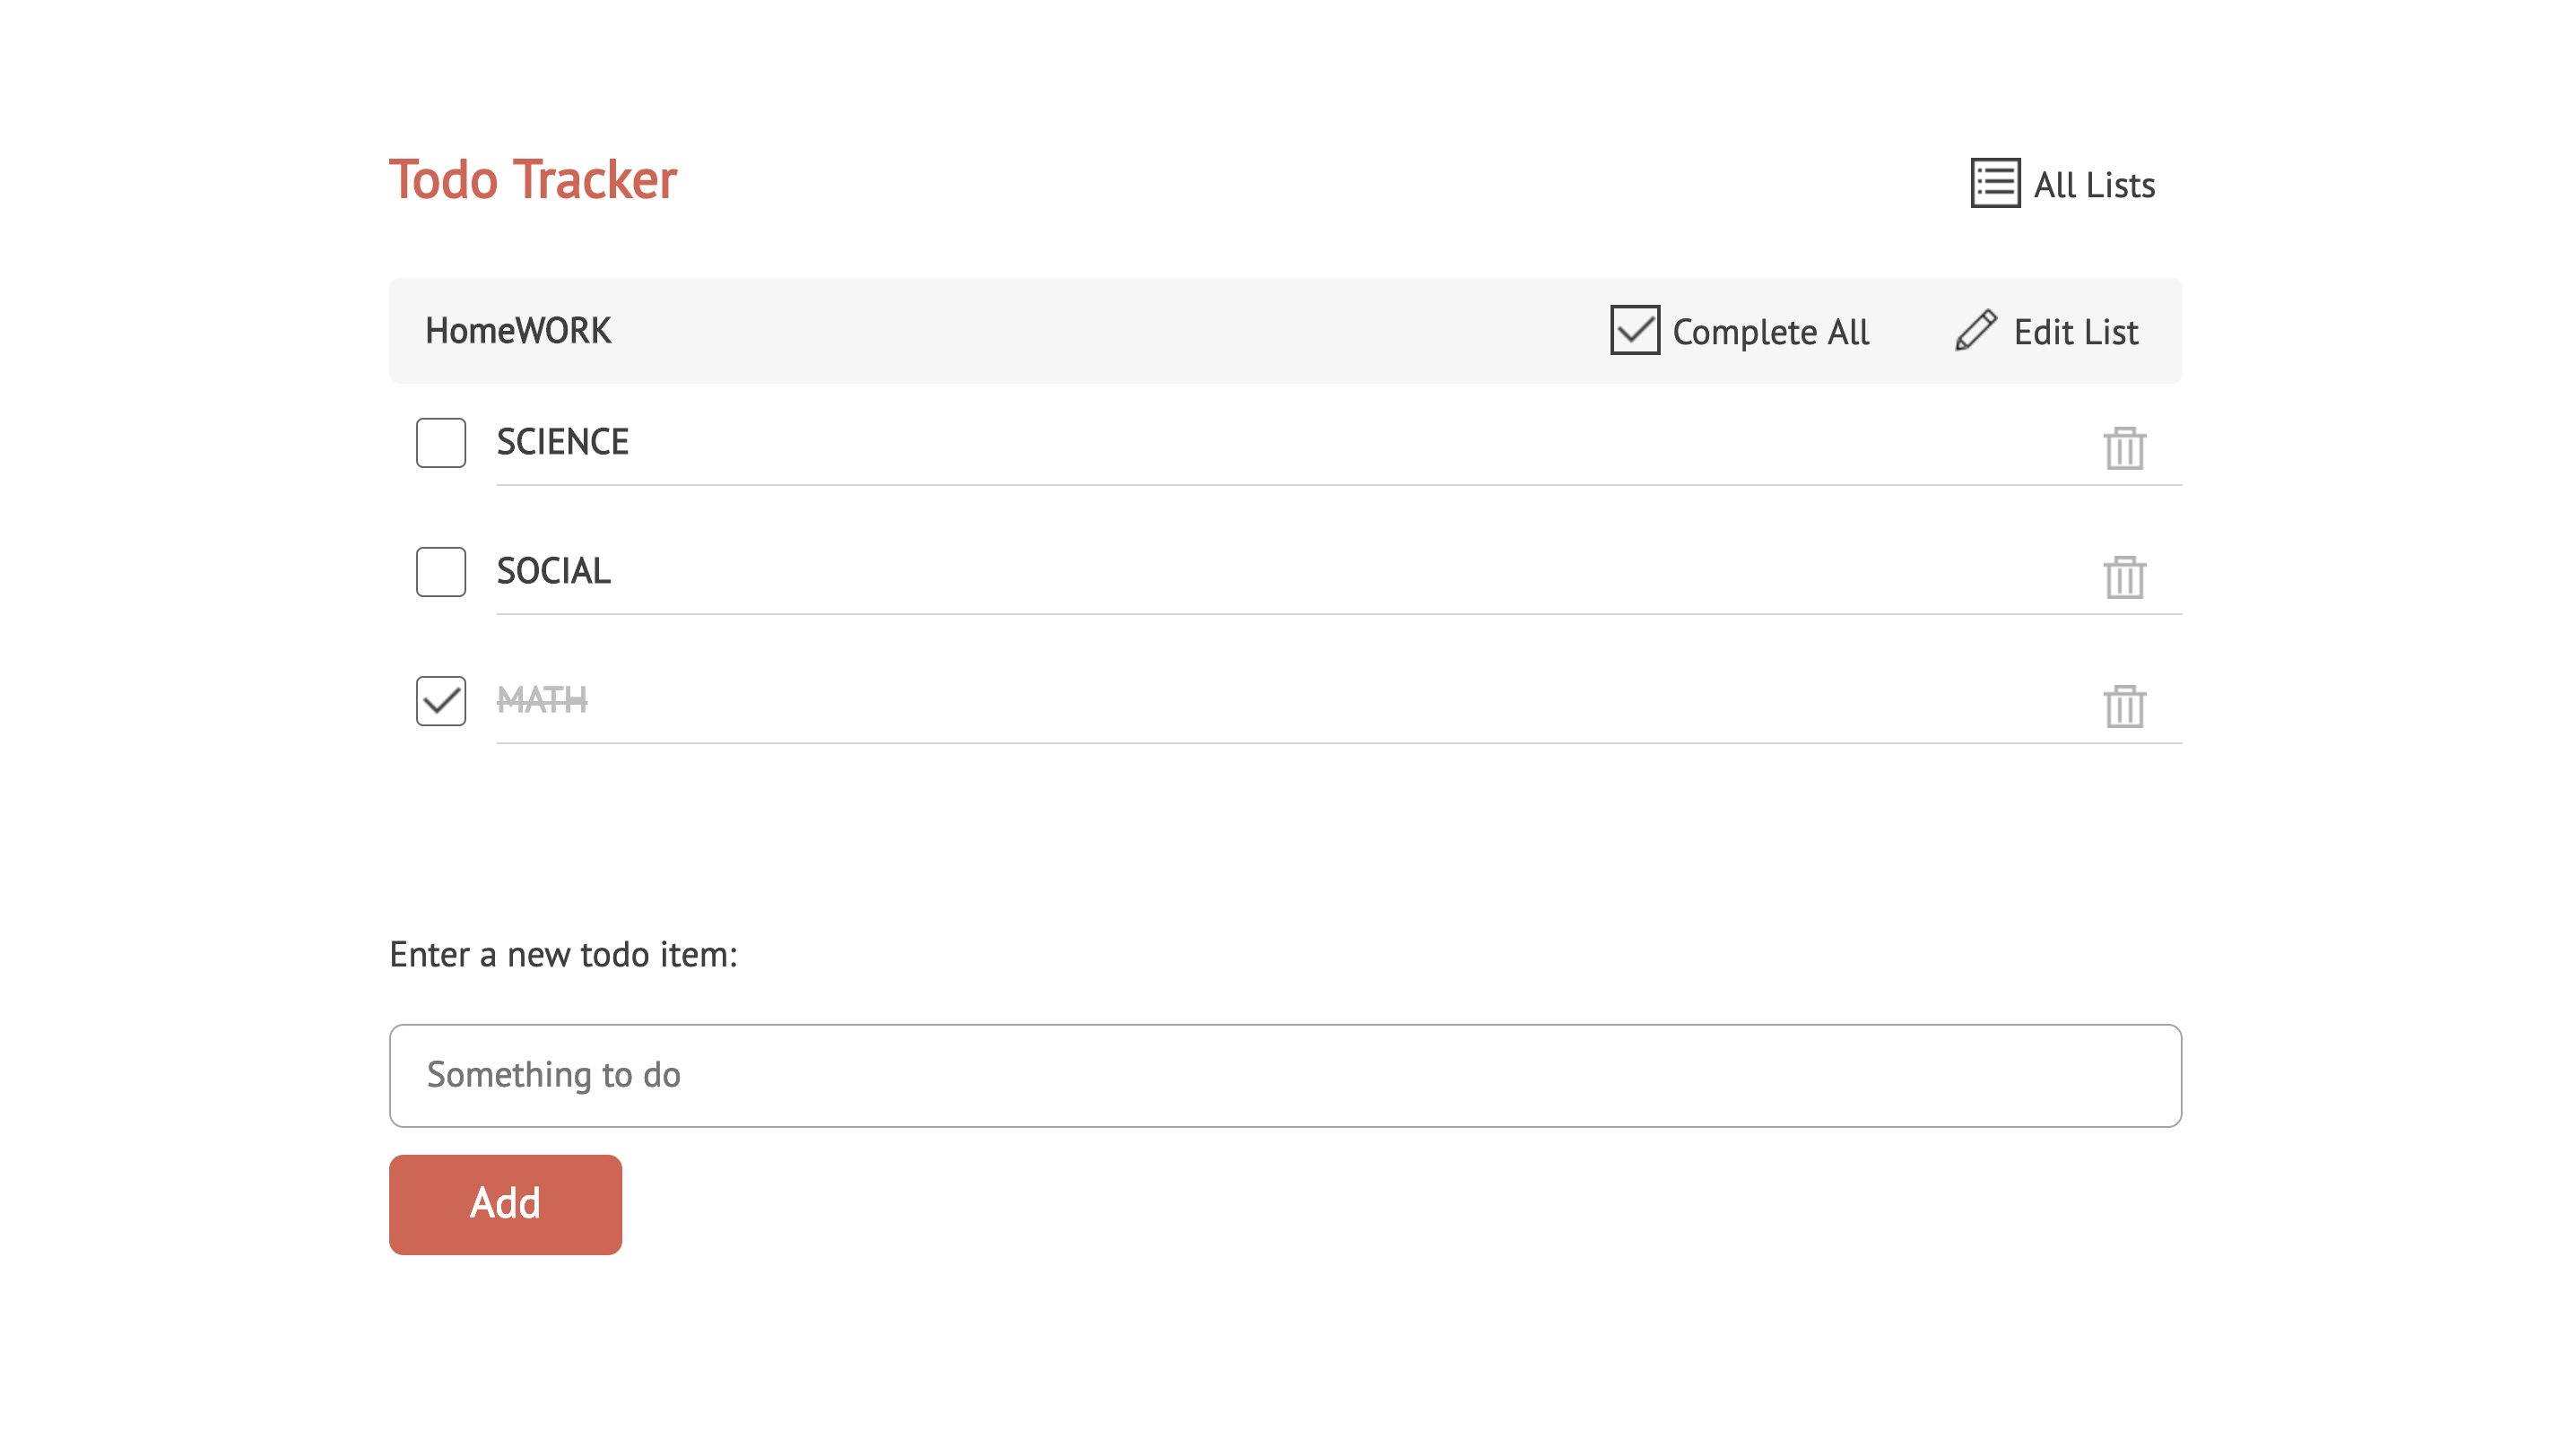 Todo Tracker
All Lists
HomeWORK
Complete All
Edit List
SCIENCE
SOCIAL
MATH
Enter a new todo item:
Something to do
Add